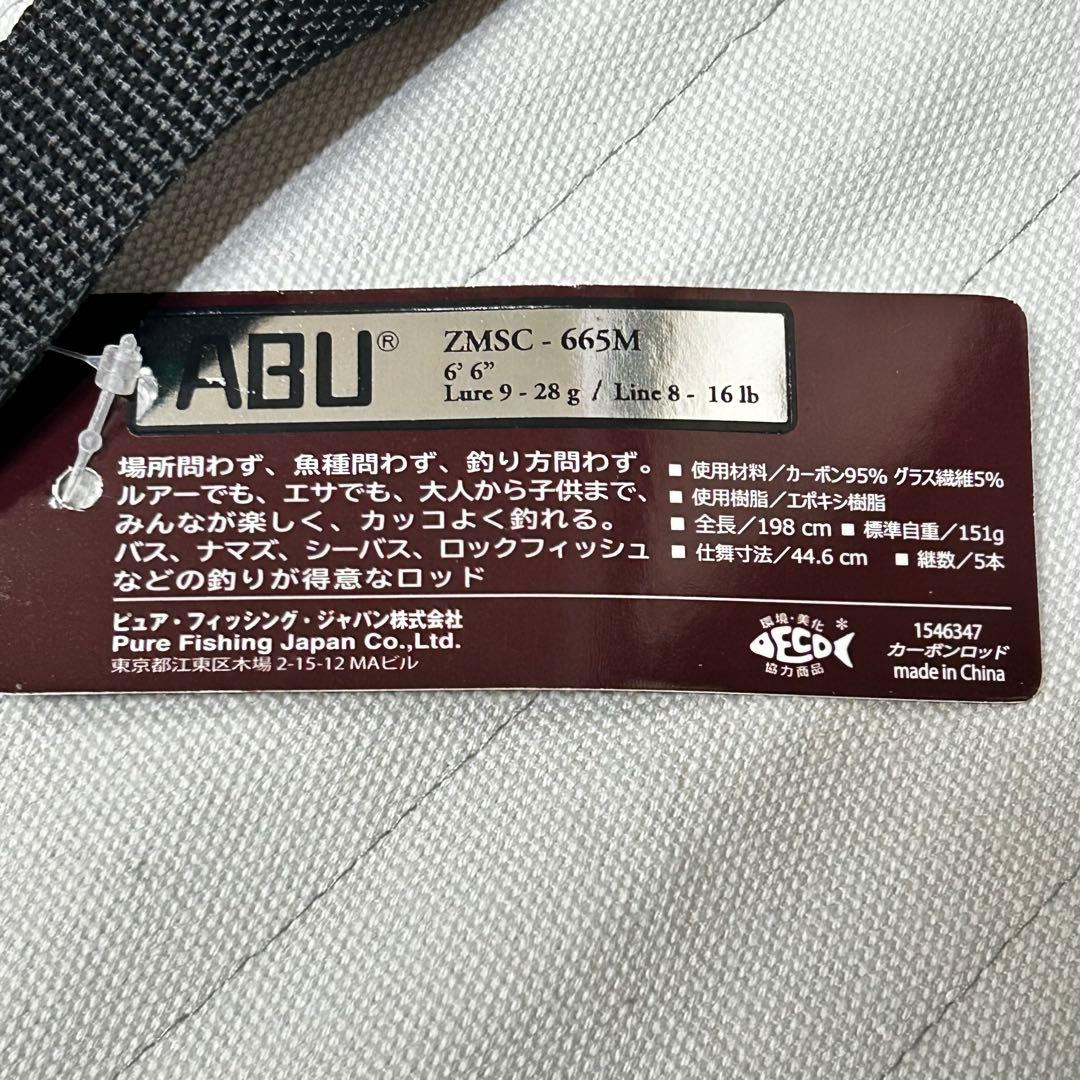 ABU®
ZMSC - 665M
6' 6"
Lure 9 - 28 g / Line 8 - 16 lb
場所問わず、魚種問わず、釣り方問わず。
ルアーでも、エサでも、大人から子供まで、
みんなが楽しく、カッコよく釣れる。
バス、ナマズ、シーバス、ロックフィッシュ
などの釣りが得意なロッド
■ 使用材料／カーボン95% グラス繊維5%
■ 使用樹脂／エポキシ樹脂
■ 全長／198 cm ■ 標準自重／151g
■ 仕舞寸法／44.6 cm ■ 継数／5本
ピュア・フィッシング・ジャパン株式会社
Pure Fishing Japan Co.,Ltd.
東京都江東区木場 2-15-12 MAビル
環境・美化
ECO
協力商品
1546347
カーボンロッド
made in China